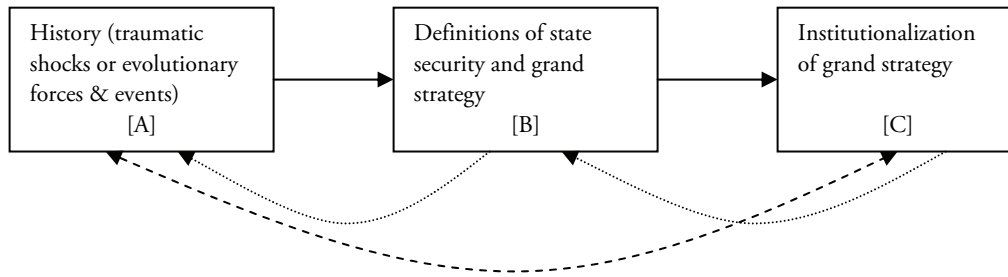 History (traumatic
shocks or evolutionary
forces & events)
[A]
Definitions of state
security and grand
strategy
[B]
Institutionalization
of grand strategy
[C]